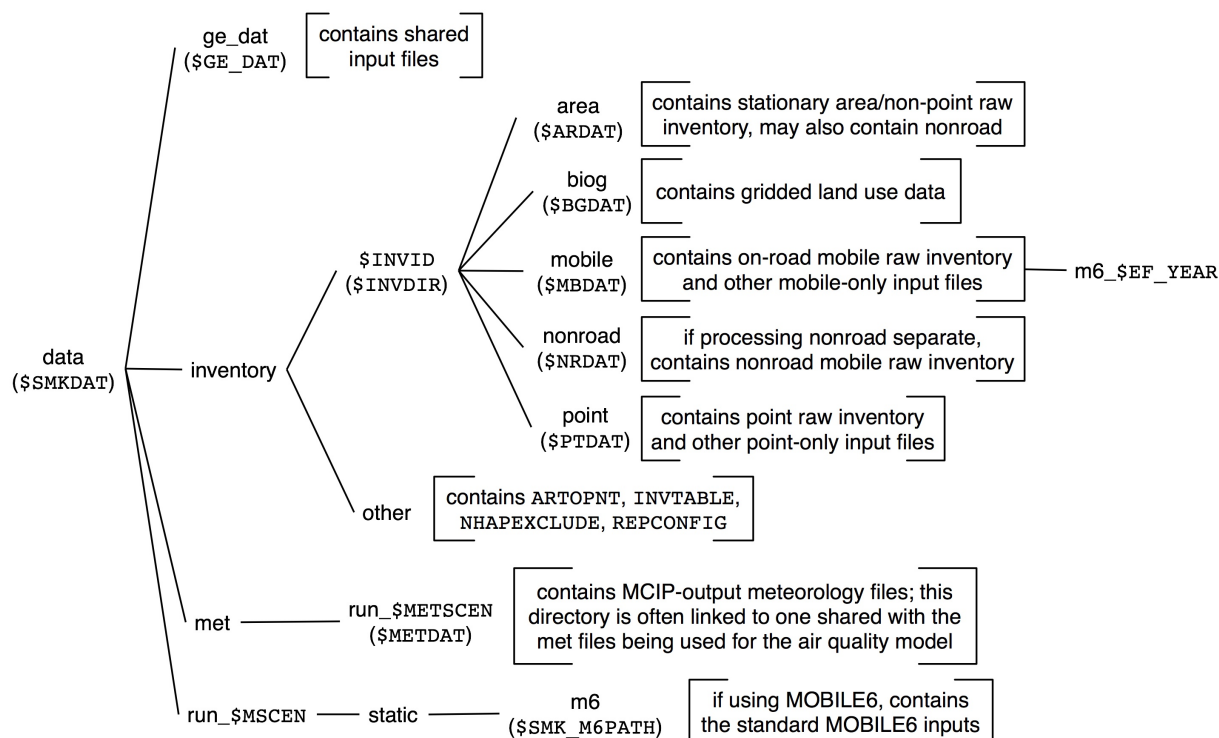 ge_dat
($GE_DAT)
contains shared
input files
area
($ARDAT)
contains stationary area/non-point raw
inventory, may also contain nonroad
biog
($BGDAT)
contains gridded land use data
$INVID
($INVDIR)
mobile
($MBDAT)
contains on-road mobile raw inventory
and other mobile-only input files
m6_$EF_YEAR
nonroad
($NRDAT)
if processing nonroad separate,
contains nonroad mobile raw inventory
data
($SMKDAT)
inventory
point
($PTDAT)
contains point raw inventory
and other point-only input files
other
contains ARTOPNT, INVTABLE,
NHAPEXCLUDE, REPCONFIG
met
run_$METSCEN
($METDAT)
contains MCIP-output meteorology files; this
directory is often linked to one shared with the
met files being used for the air quality model
run_$MSCEN
static
m6
($SMK_M6PATH)
if using MOBILE6, contains
the standard MOBILE6 inputs